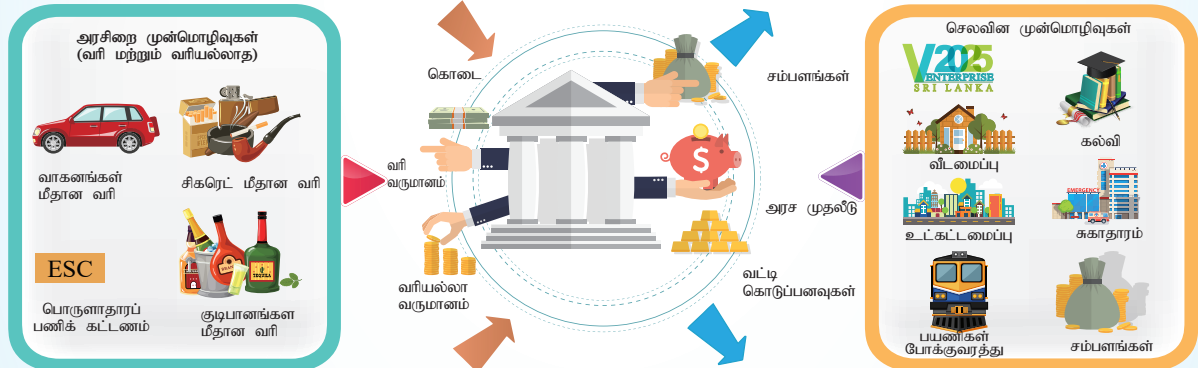 அரசிறை முன்மொழிவுகள்
(வரி மற்றும் வரியல்லாத)
வாகனங்கள்
மீதான வரி
சிகரெட் மீதான வரி
ESC
பொருளாதாரப்
பணிக் கட்டணம்
BRANDY
TEQUILA
குடிபானங்கள
மீதான வரி
கொடை
வரி
வருமானம்
வரியல்லா
வருமானம்
$
சம்பளங்கள்
அரச முதலீடு
வட்டி
கொடுப்பனவுகள்
செலவின முன்மொழிவுகள்
V2025
ENTERPRISE
SRI LANKA
கல்வி
வீடமைப்பு
EMERGENCY
உட்கட்டமைப்பு
சுகாதாரம்
பயணிகள்
போக்குவரத்து
சம்பளங்கள்